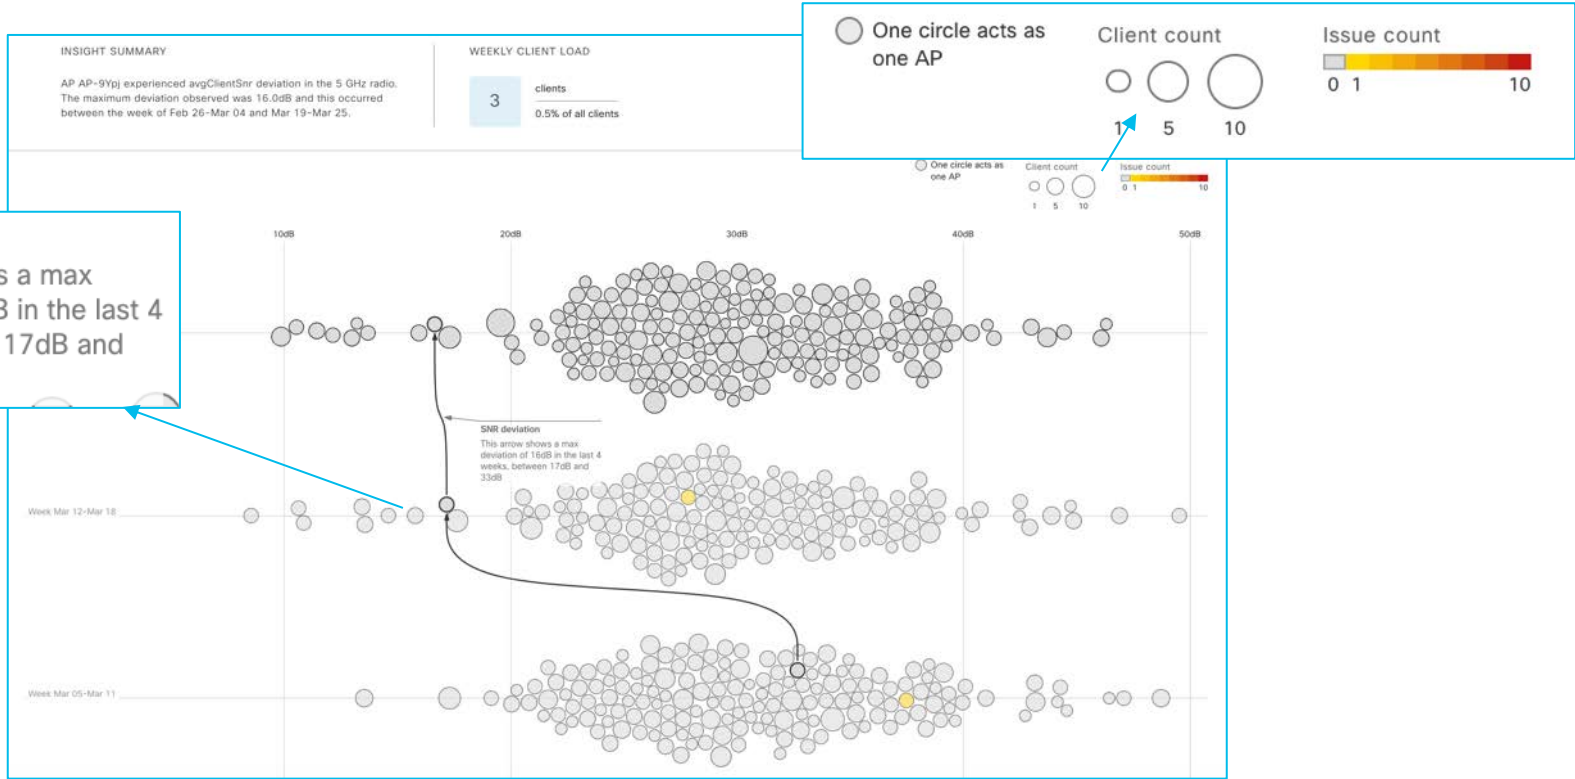 INSIGHT SUMMARY
AP AP-9Ypj experienced avgClientSnr deviation in the 5 GHz radio.
The maximum deviation observed was 16.0dB and this occurred
between the week of Feb 26-Mar 04 and Mar 19-Mar 25.
WEEKLY CLIENT LOAD
3
clients
0.5% of all clients
One circle acts as
one AP
Client count
1 5 10
Issue count
0 1 10
One circle acts as
one AP
Client count
1 5 10
Issue count
0 1 10
10dB 20dB 30dB 40dB 50dB
s a max
in the last 4
17dB and
SNR deviation
This arrow shows a max
deviation of 16dB in the last 4
weeks, between 17dB and
33dB
Week Mar 12-Mar 18
Week Mar 05-Mar 11